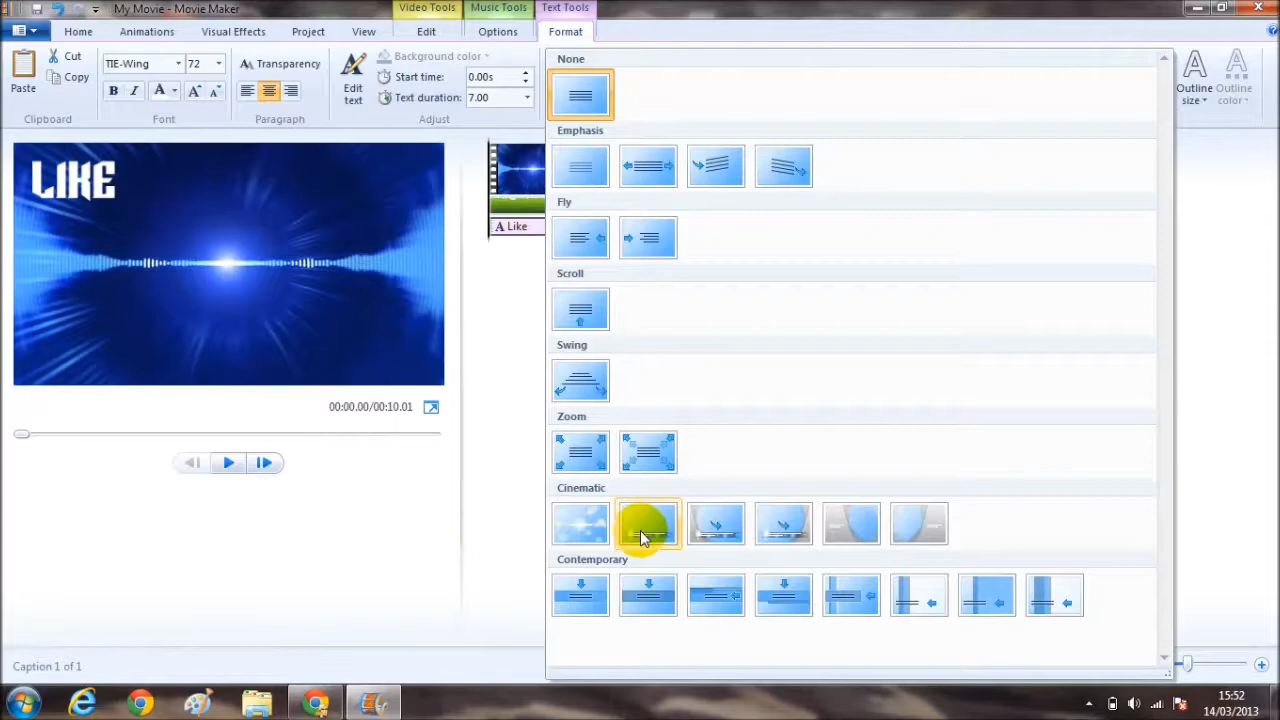 My Movie - Movie Maker
Video Tools
Music Tools
Text Tools
Home
Animations
Visual Effects
Project
View
Edit
Options
Format
Paste
Cut
Copy
Clipboard
TIE-Wing
72
B
I
A
A
A
Font
Transparency
Paragraph
Edit text
Background color
Start time:
0.00s
Text duration:
7.00
Adjust
Outline size
Outline color
None
Emphasis
Fly
Scroll
Swing
Zoom
Cinematic
Contemporary
LIKE
A Like
00:00.00/00:10.01
Caption 1 of 1
15:52
14/03/2013